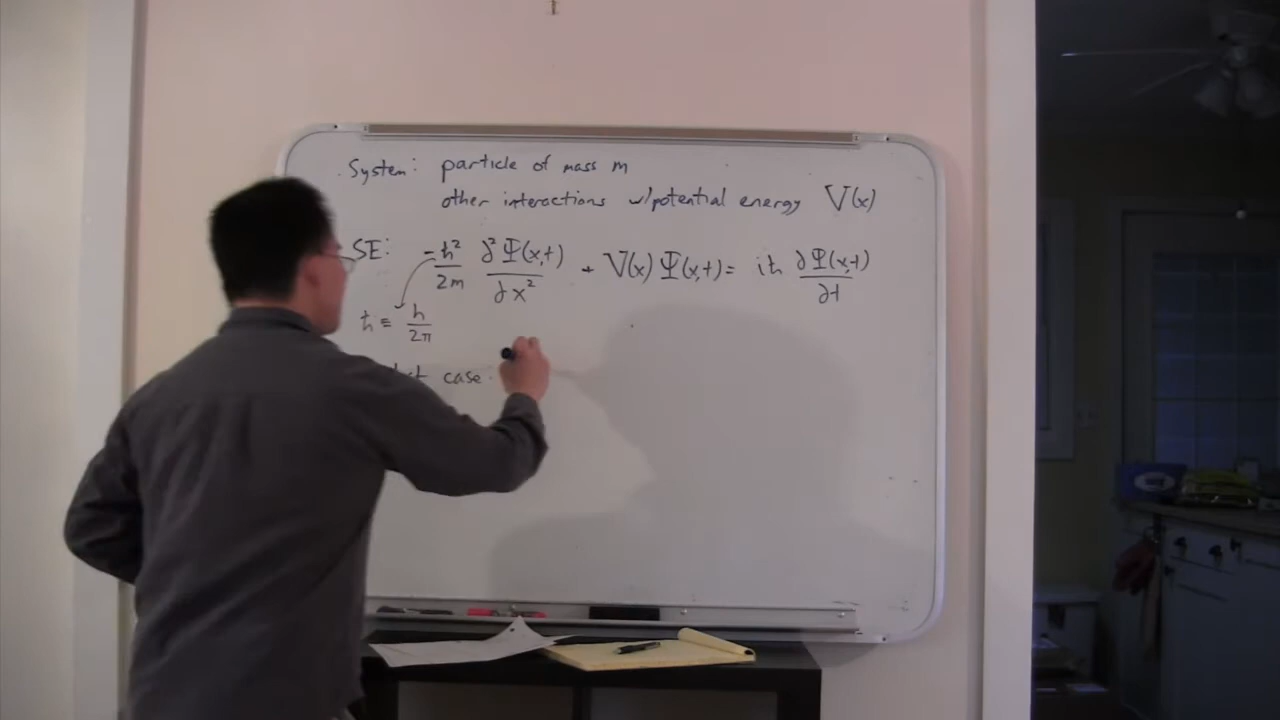 System: particle of mass m
other interactions w/potential energy V(x)
SE: -ħ²/2m ∂²Ψ(x,t)/∂x² + V(x)Ψ(x,t) = iħ ∂Ψ(x,t)/∂t
ħ ≡ h/2π
case